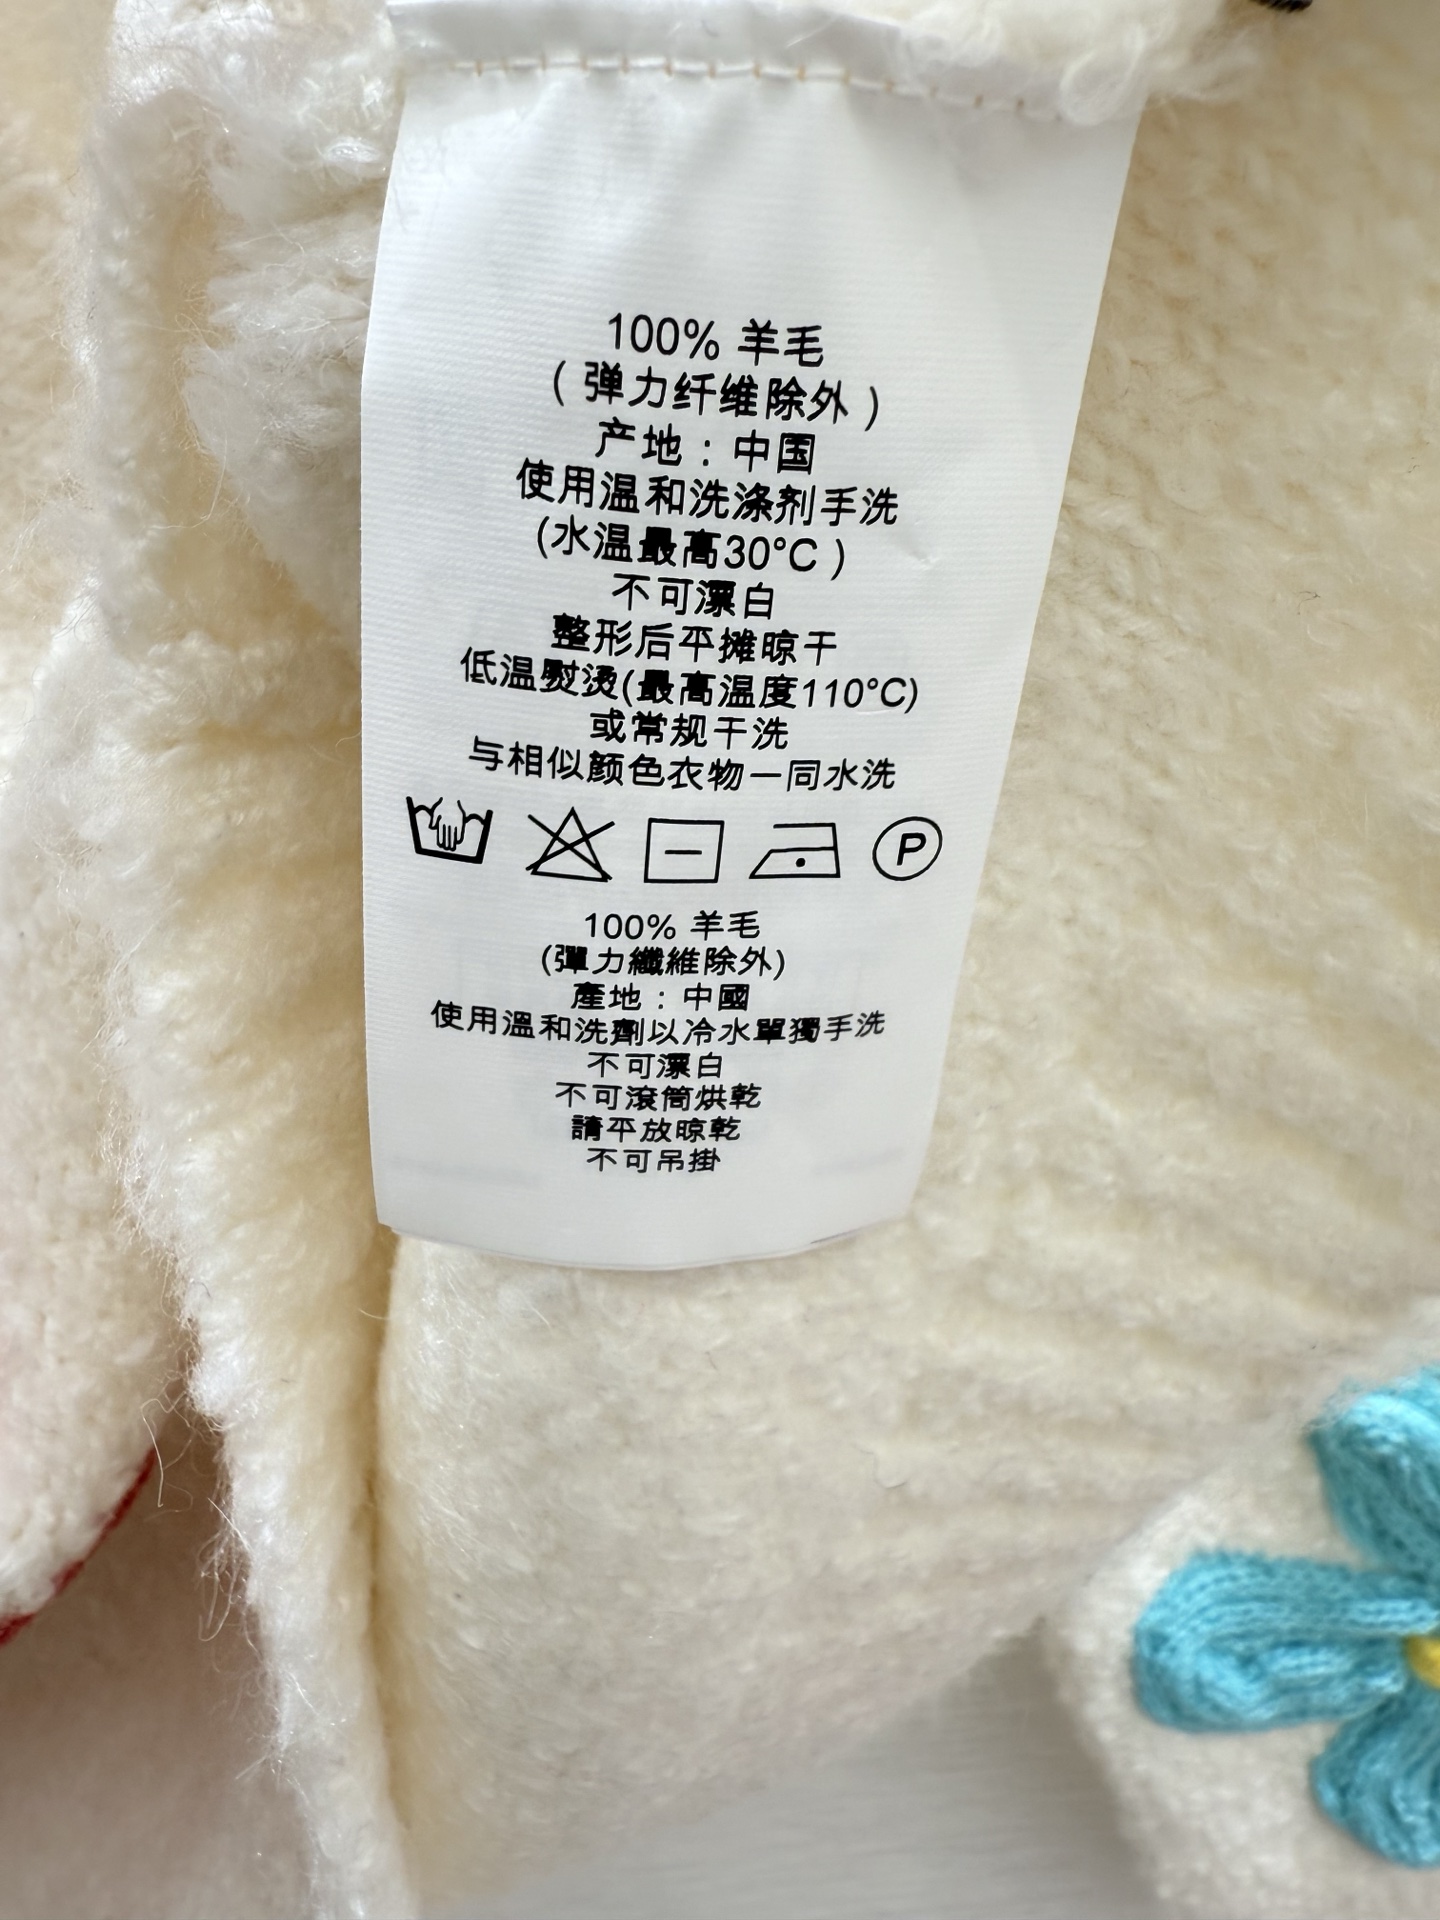 100% 羊毛
( 弹力纤维除外 )
产地 : 中国
使用温和洗涤剂手洗
(水温最高30°C )
不可漂白
整形后平摊晾干
低温熨烫(最高温度110°C)
或常规干洗
与相似颜色衣物一同水洗
P
100% 羊毛
(彈力纖維除外)
產地 : 中國
使用溫和洗劑以冷水單獨手洗
不可漂白
不可滾筒烘乾
請平放晾乾
不可吊掛